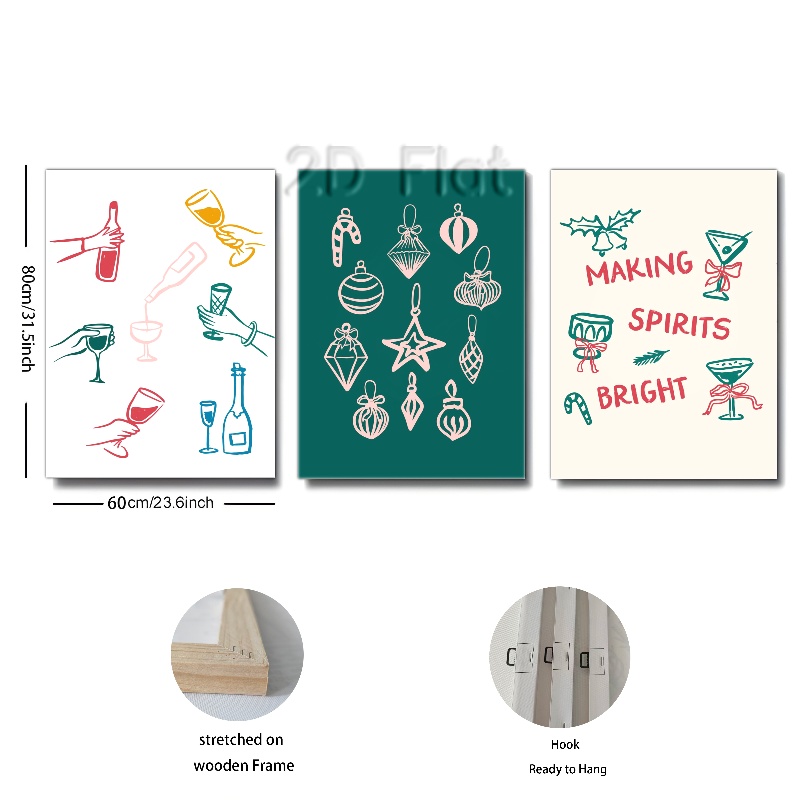 2D Flat
80cm/31.5inch
MAKING
SPIRITS
BRIGHT
60cm/23.6inch
stretched on
wooden Frame
Hook
Ready to Hang